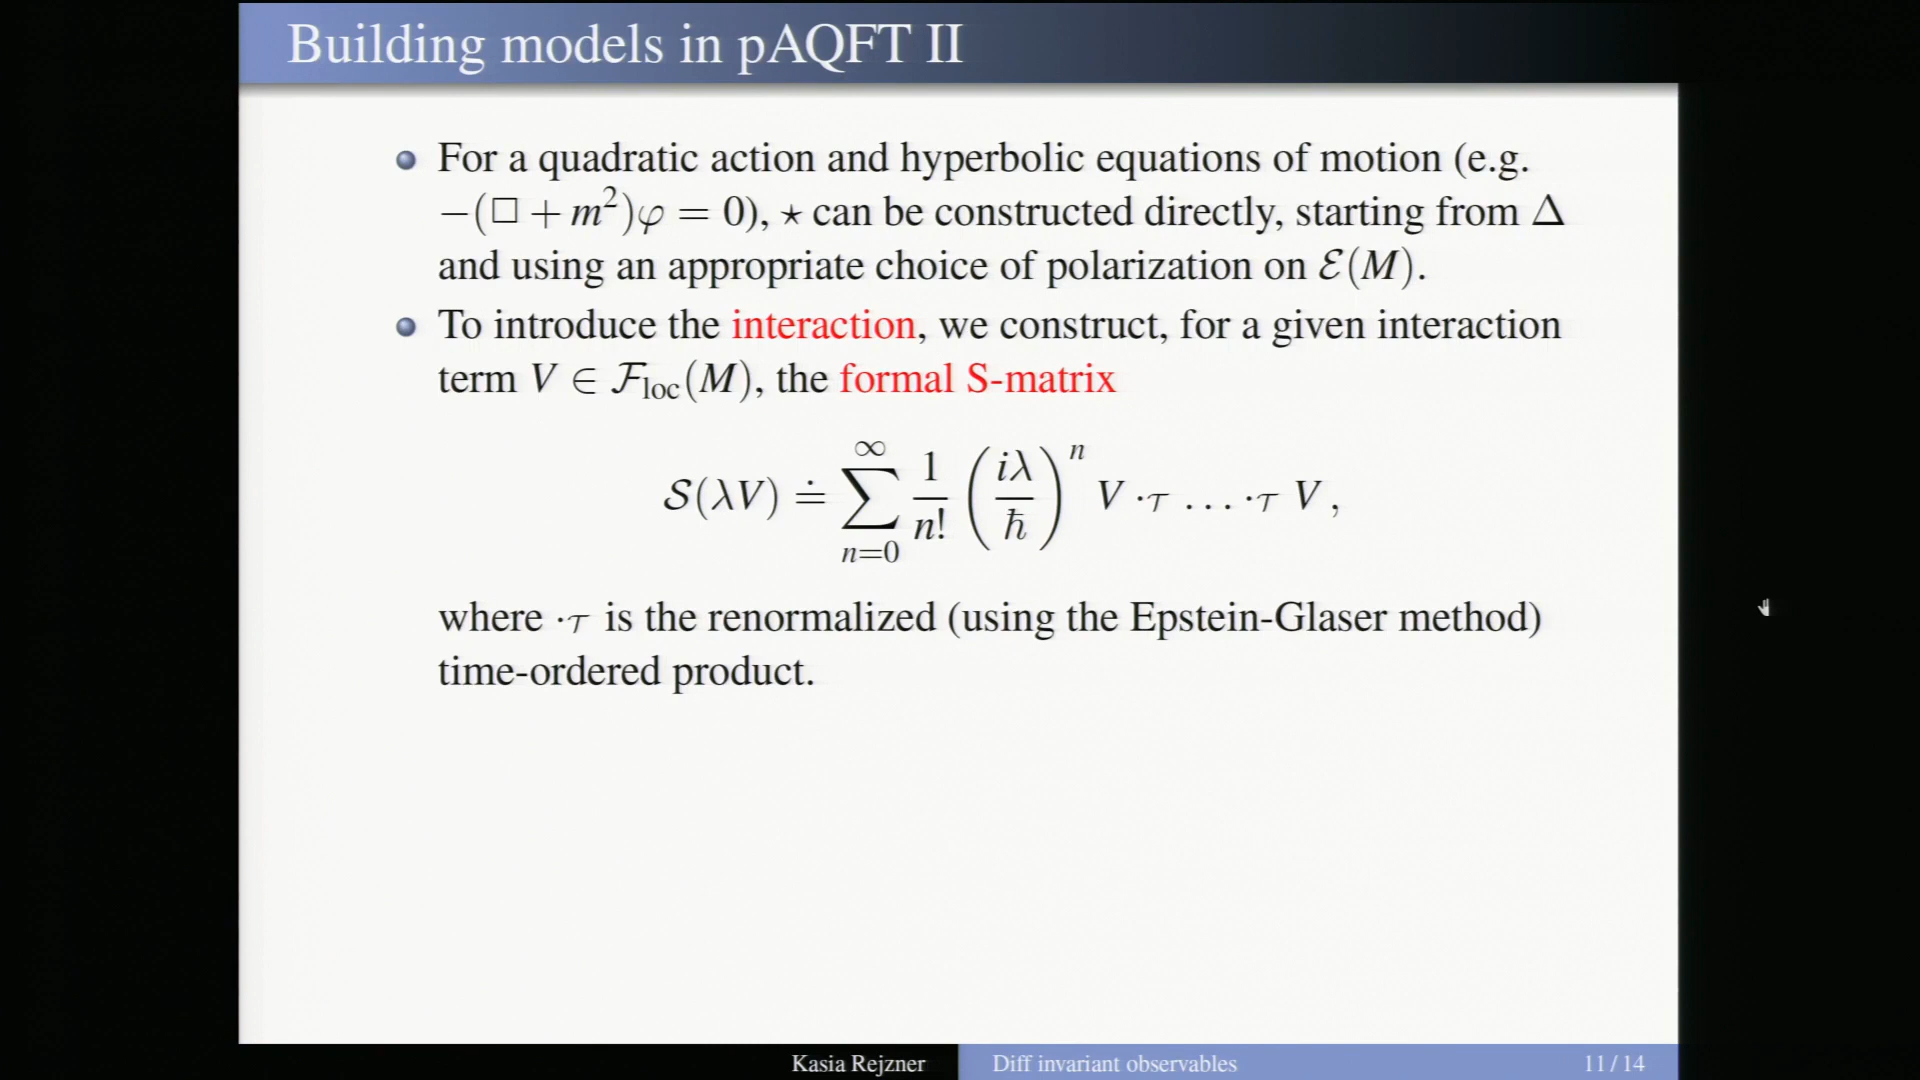 Building models in pAQFT II
For a quadratic action and hyperbolic equations of motion (e.g.
−(□ + m²)φ = 0), ⋆ can be constructed directly, starting from Δ
and using an appropriate choice of polarization on ℰ(M).
To introduce the interaction, we construct, for a given interaction
term V ∈ ℱ_loc(M), the formal S-matrix
𝒮(λV) ≐ ∑_{n=0}^{∞} 1/n! (iλ/ħ)^n V ·_𝒯 … ·_𝒯 V ,
where ·_𝒯 is the renormalized (using the Epstein-Glaser method)
time-ordered product.
Kasia Rejzner Diff invariant observables 11 / 14